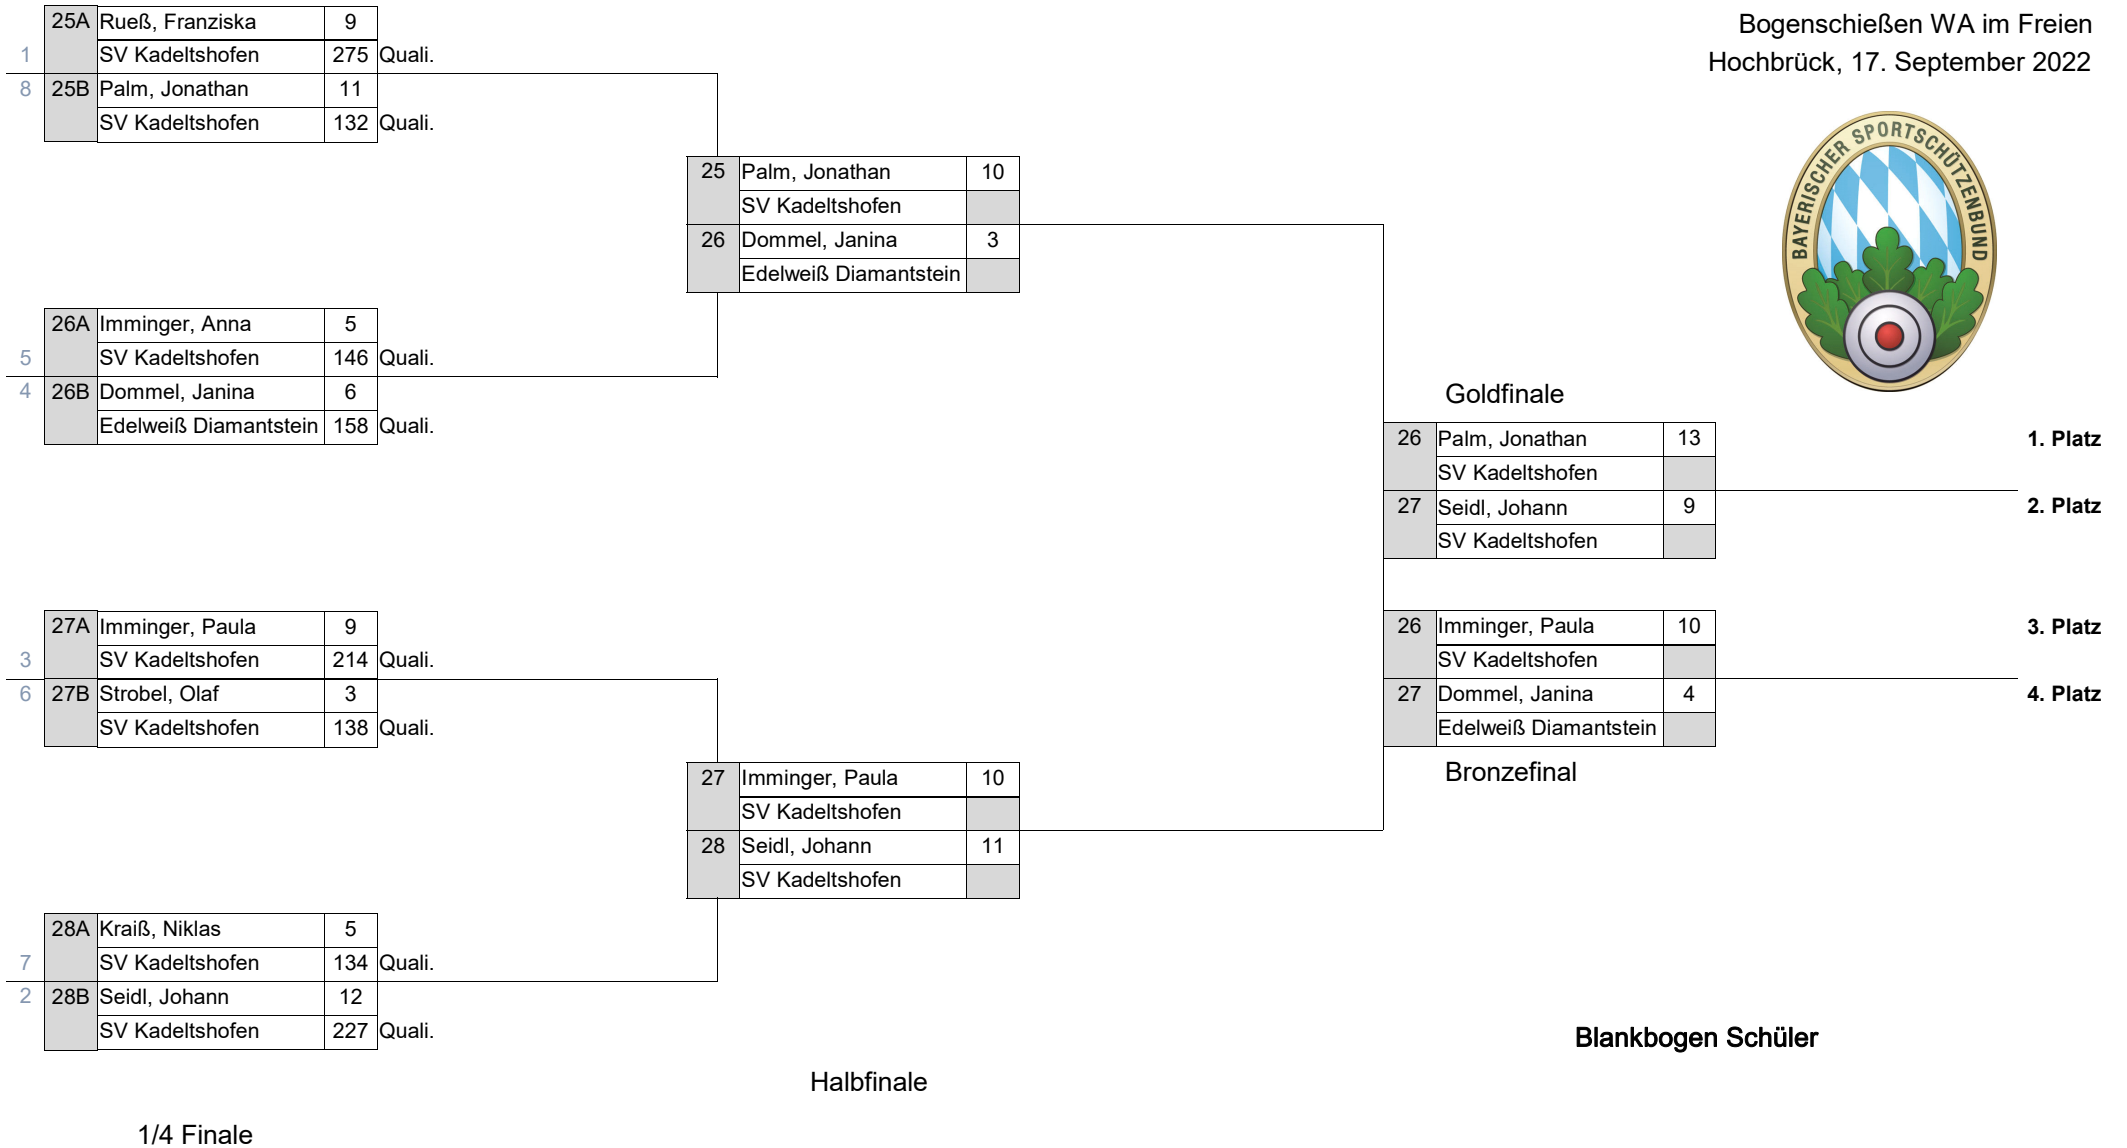 Bogenschießen WA im Freien
Hochbrück, 17. September 2022
BAYERISCHER SPORTSCHÜTZENBUND
25A Rueß, Franziska 9
1 SV Kadeltshofen 275 Quali.
8 25B Palm, Jonathan 11
SV Kadeltshofen 132 Quali.
26A Imminger, Anna 5
5 SV Kadeltshofen 146 Quali.
4 26B Dommel, Janina 6
Edelweiß Diamantstein 158 Quali.
27A Imminger, Paula 9
3 SV Kadeltshofen 214 Quali.
6 27B Strobel, Olaf 3
SV Kadeltshofen 138 Quali.
28A Kraiß, Niklas 5
7 SV Kadeltshofen 134 Quali.
2 28B Seidl, Johann 12
SV Kadeltshofen 227 Quali.
1/4 Finale
25 Palm, Jonathan 10
SV Kadeltshofen
26 Dommel, Janina 3
Edelweiß Diamantstein
27 Imminger, Paula 10
SV Kadeltshofen
28 Seidl, Johann 11
SV Kadeltshofen
Halbfinale
Goldfinale
26 Palm, Jonathan 13 1. Platz
SV Kadeltshofen
27 Seidl, Johann 9 2. Platz
SV Kadeltshofen
26 Imminger, Paula 10 3. Platz
SV Kadeltshofen
27 Dommel, Janina 4 4. Platz
Edelweiß Diamantstein
Bronzefinal
Blankbogen Schüler